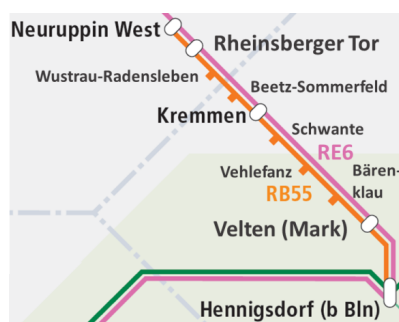 Neuruppin West
Rheinsberger Tor
Wustrau-Radensleben
Beetz-Sommerfeld
Kremmen
Schwante
RE6
Vehlefanz
Bären-
klau
RB55
Velten (Mark)
Hennigsdorf (b Bln)